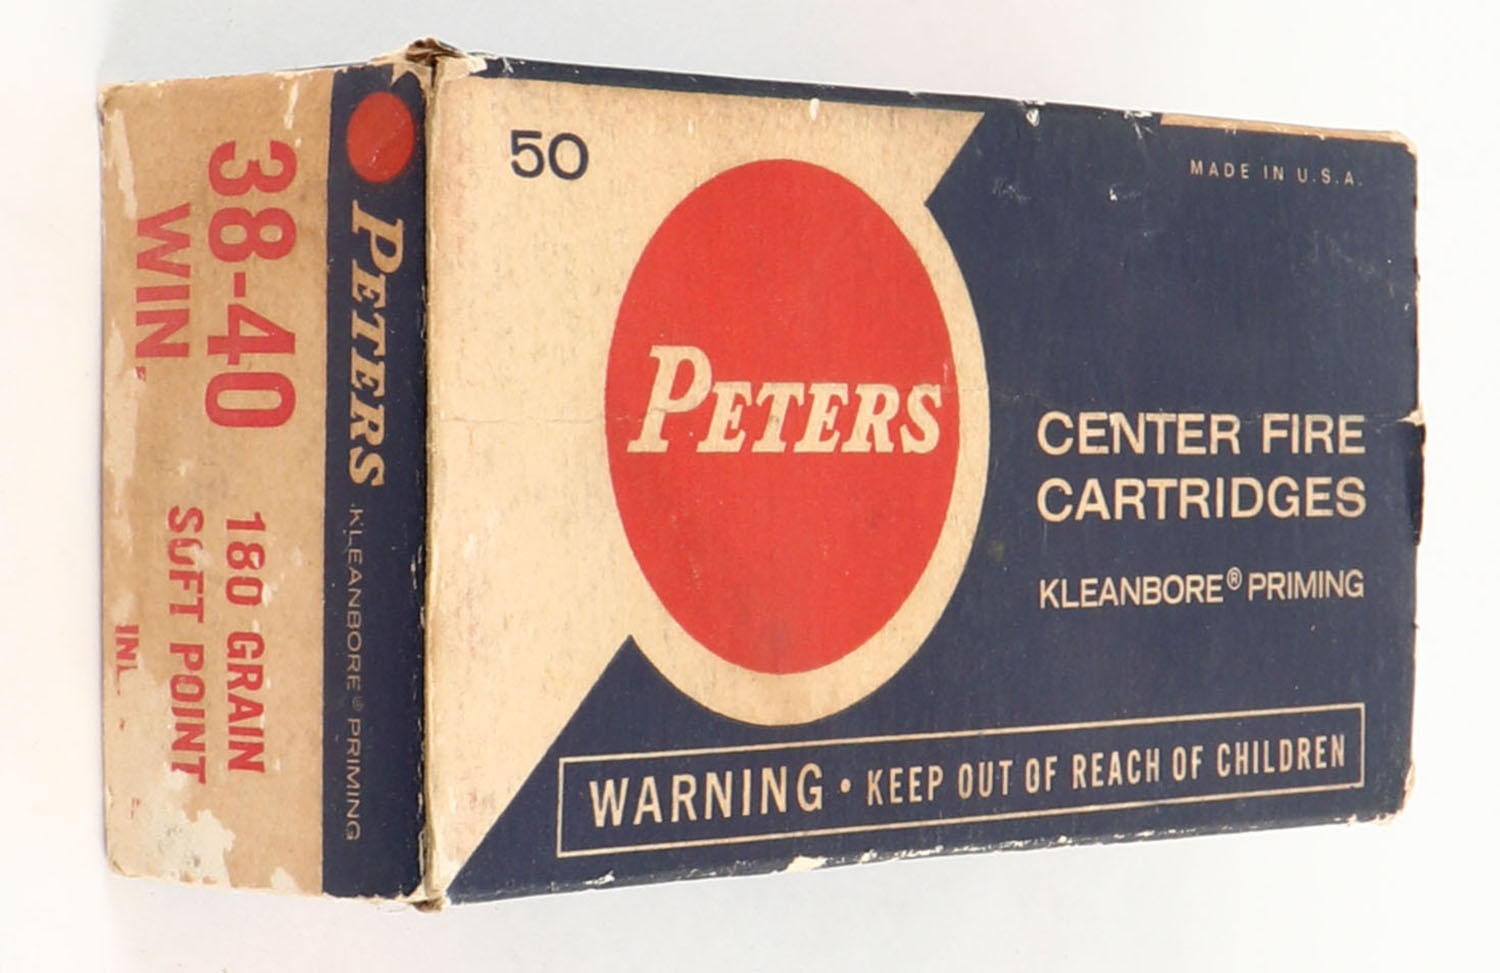 50
MADE IN U.S.A.
PETERS
CENTER FIRE
CARTRIDGES
KLEANBORE® PRIMING
WARNING • KEEP OUT OF REACH OF CHILDREN
PETERS KLEANBORE® PRIMING
38-40
WIN.
180 GRAIN
SOFT POINT